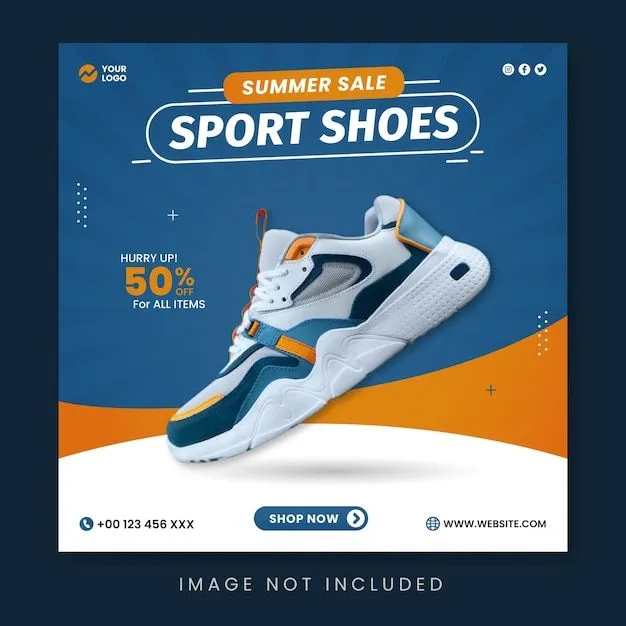 YOUR
LOGO
SUMMER SALE
SPORT SHOES
HURRY UP!
50%
OFF
For ALL ITEMS
+00 123 456 XXX
SHOP NOW
WWW.WEBSITE.COM
IMAGE NOT INCLUDED